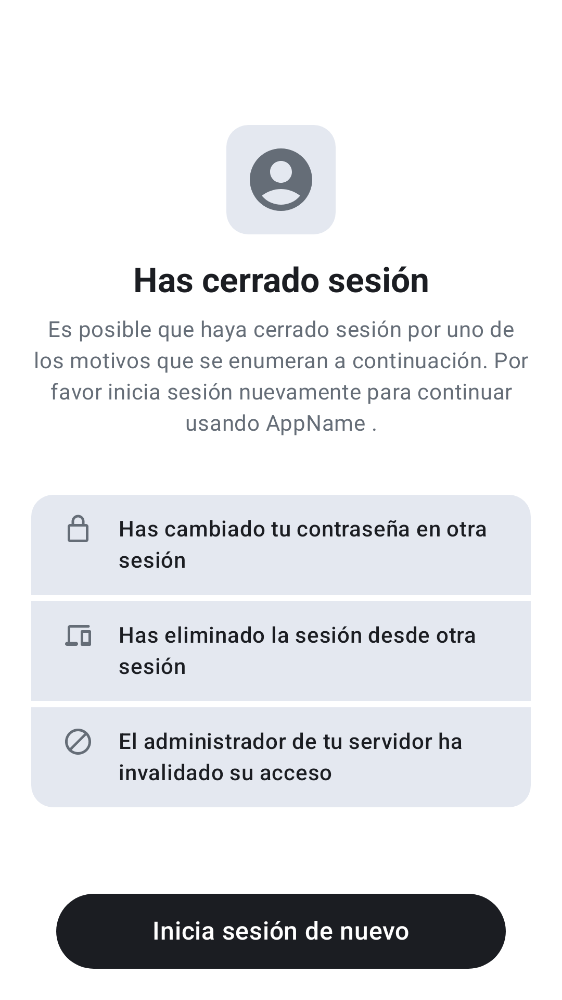 Has cerrado sesión
Es posible que haya cerrado sesión por uno de
los motivos que se enumeran a continuación. Por
favor inicia sesión nuevamente para continuar
usando AppName .
Has cambiado tu contraseña en otra
sesión
Has eliminado la sesión desde otra
sesión
El administrador de tu servidor ha
invalidado su acceso
Inicia sesión de nuevo